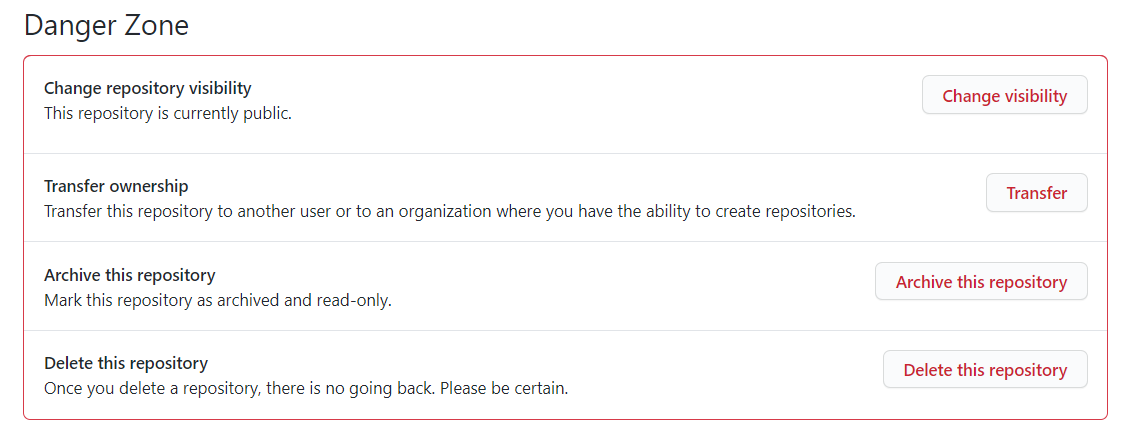 Danger Zone
Change repository visibility
This repository is currently public.
Change visibility
Transfer ownership
Transfer this repository to another user or to an organization where you have the ability to create repositories.
Transfer
Archive this repository
Mark this repository as archived and read-only.
Archive this repository
Delete this repository
Once you delete a repository, there is no going back. Please be certain.
Delete this repository